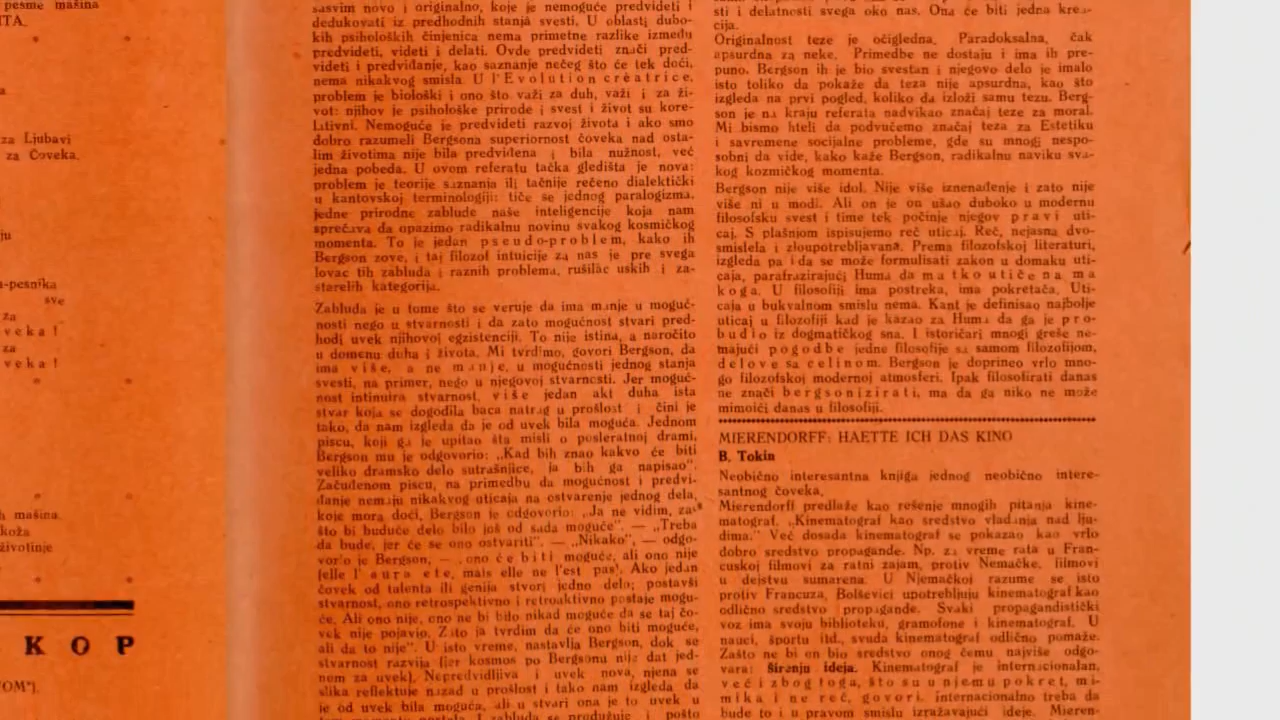 pesme mašina
ITA.
za Ljubavi
za Čoveka.
a-pesnika
sve
za
veka!
za
veka!
h mašina.
koža
životinje
K O P
sasvim novo i originalno, koje je nemoguće predvideti i
dedukovati iz predhodnih stanja svesti. U oblasti dubo-
kih psiholoških činjenica nema primetne razlike između
predvideti, videti i delati. Ovde predvideti znači pred-
videti i predviđanje, kao saznanje nečeg što će tek doći,
nema nikakvog smisla. U l'Evolution créatrice,
problem je biološki i ono što važi za duh, važi i za ži-
vot: njihov je psihološke prirode i svest i život su kore-
lativni. Nemoguće je predvideti razvoj života i ako smo
dobro razumeli Bergsona superiornost čoveka nad osta-
lim životima nije bila predviđena i bila nužnost, već
jedna pobeda. U ovom referatu tačka gledišta je nova:
problem je teorije saznanja ili tačnije rečeno dialektički
u kantovskoj terminologiji: tiče se jednog paralogizma,
jedne prirodne zablude naše inteligencije koja nam
sprečava da opazimo radikalnu novinu svakog kosmičkog
momenta. To je jedan pseudo-problem, kako ih
Bergson zove, i taj filozof intuicije za nas je pre svega
lovac tih zabluda i raznih problema, rušilac uskih i za-
starelih kategorija.
Zabluda je u tome što se veruje da ima manje u moguć-
nosti nego u stvarnosti i da zato mogućnost stvari pred-
hodi uvek njihovoj egzistenciji. To nije istina, a naročito
u domenu duha i života. Mi tvrdimo, govori Bergson, da
ima više, a ne manje, u mogućnosti jednog stanja
svesti, na primer, nego u njegovoj stvarnosti. Jer moguć-
nost intinuira stvarnost, više jedan akt duha ista
stvar koja se dogodila baca natrag u prošlost i čini je
tako, da nam izgleda da je od uvek bila moguća. Jednom
piscu, koji ga je upitao šta misli o posleratnoj drami,
Bergson mu je odgovorio: „Kad bih znao kakvo će biti
veliko dramsko delo sutrašnjice, ja bih ga napisao".
Začuđenom piscu, na primedbu da mogućnost i predvi-
đanje nemaju nikakvog uticaja na ostvarenje jednog dela,
koje mora doći, Bergson je odgovorio: „Ja ne vidim, zaš
što bi buduće delo bilo još od sada moguće". — „Treba
da bude, jer će se ono ostvariti". — „Nikako", — odgo-
vorio je Bergson, — „ono će biti moguće, ali ono nije
(elle l'aura ete, mais elle ne l'est pas). Ako jedan
čovek od talenta ili genija stvori jedno delo; postavši
stvarnost, ono retrospektivno i retroaktivno postaje mogu-
će. Ali ono nije, ono ne bi bilo nikad moguće da se taj čo-
vek nije pojavio. Zato ja tvrdim da će ono biti moguće,
ali da to nije". U isto vreme, nastavlja Bergson, dok se
stvarnost razvija (jer kosmos po Bergsonu nije dat jed-
nom za uvek). Nepredvidljiva i uvek nova, njena se
slika reflektuje nazad u prošlost i tako nam izgleda da
je od uvek bila moguća, ali u stvari ona je to uvek u
sti i delatnosti svega oko nas. Ona će biti jedna krea-
cija.
Originalnost teze je očigledna. Paradoksalna, čak
apsurdna za neke. Primedbe ne dostaju i ima ih pre-
puno. Bergson ih je bio svestan i njegovo delo je imalo
isto toliko da pokaže da teza nije apsurdna, kao što
izgleda na prvi pogled, koliko da izloži samu tezu. Berg-
son je na kraju referata nadvikao značaj teze za moral.
Mi bismo hteli da podvučemo značaj teza za Estetiku
i savremene socijalne probleme, gde su mnogi nespo-
sobni da vide, kako kaže Bergson, radikalnu naviku sva-
kog kozmičkog momenta.
Bergson nije više idol. Nije više iznenađenje i zato nije
više ni u modi. Ali on je on ušao duboko u modernu
filosofsku svest i time tek počinje njegov pravi uti-
caj. S plašnjom ispisujemo reč uticaj. Reč, nejasna dvo-
smislela i zloupotrebljavana. Prema filozofskoj literaturi,
izgleda pa i da se može formulisati zakon u domaku uti-
caja, parafrazirajući Huma da matko utiče na ma
koga. U filosofiji ima postreka, ima pokretača. Uti-
caja u bukvalnom smislu nema. Kant je definisao najbolje
uticaj u filozofiji kad je kazao za Huma da ga je pro-
budio iz dogmatičkog sna. I istoričari mnogi greše ne-
majući pogodbe jedne filosofije sa samom filozofijom,
delove sa celinom. Bergson je doprineo vrlo mno-
go filozofskoj modernoj atmosferi. Ipak filosofirati danas
ne znači bergsonizirati, ma da ga niko ne može
mimoići danas u filosofiji.
MIERENDORFF: HAETTE ICH DAS KINO
B. Tokin
Neobično interesantna knjiga jednog neobično intere-
santnog čoveka.
Mierendorff predlaže kao rešenje mnogih pitanja kine-
matograf. „Kinematograf kao sredstvo vladanja nad lju-
dima." Već dosada kinematograf se pokazao kao vrlo
dobro sredstvo propagande. Np. za vreme rata u Fran-
cuskoj filmovi za ratni zajam, protiv Nemačke, filmovi
u dejstvu sumarena. U Njemačkoj razume se isto
protiv Francuza. Bolševici upotrebljuju kinematograf kao
odlično sredstvo propagande. Svaki propagandistički
voz ima svoju biblioteku, gramofone i kinematograf. U
nauci, športu itd., svuda kinematograf odlično pomaže.
Zašto ne bi on bio sredstvo onog čemu najviše odgo-
vara: širenju ideja. Kinematograf je internacionalan,
već i zbog toga, što su u njemu pokret, mi-
mika i ne reč, govori. Internacionalno treba da
bude to i u pravom smislu izražavajući ideje. Mieren-